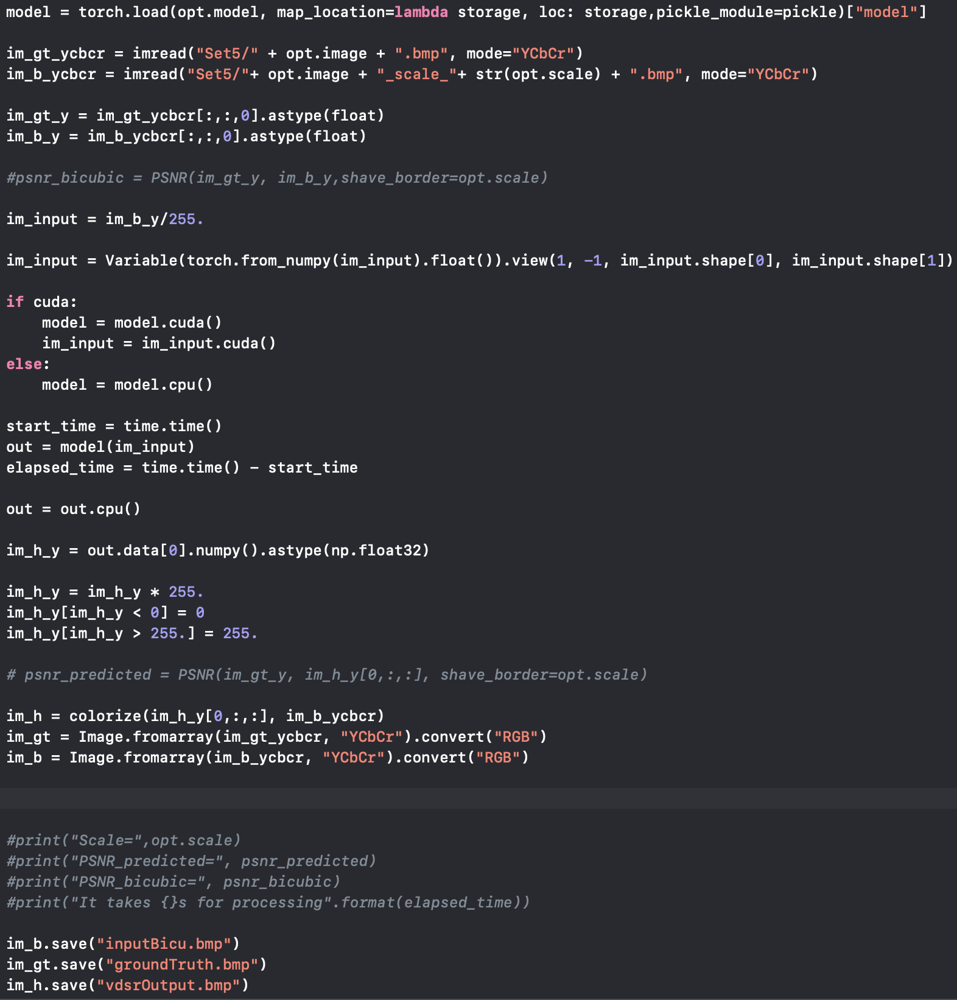 model = torch.load(opt.model, map_location=lambda storage, loc: storage,pickle_module=pickle)["model"]
im_gt_ycbcr = imread("Set5/" + opt.image + ".bmp", mode="YCbCr")
im_b_ycbcr = imread("Set5/"+ opt.image + "_scale_"+ str(opt.scale) + ".bmp", mode="YCbCr")
im_gt_y = im_gt_ycbcr[:,:,0].astype(float)
im_b_y = im_b_ycbcr[:,:,0].astype(float)
#psnr_bicubic = PSNR(im_gt_y, im_b_y,shave_border=opt.scale)
im_input = im_b_y/255.
im_input = Variable(torch.from_numpy(im_input).float()).view(1, -1, im_input.shape[0], im_input.shape[1])
if cuda:
    model = model.cuda()
    im_input = im_input.cuda()
else:
    model = model.cpu()
start_time = time.time()
out = model(im_input)
elapsed_time = time.time() - start_time
out = out.cpu()
im_h_y = out.data[0].numpy().astype(np.float32)
im_h_y = im_h_y * 255.
im_h_y[im_h_y < 0] = 0
im_h_y[im_h_y > 255.] = 255.
# psnr_predicted = PSNR(im_gt_y, im_h_y[0,:,:], shave_border=opt.scale)
im_h = colorize(im_h_y[0,:,:], im_b_ycbcr)
im_gt = Image.fromarray(im_gt_ycbcr, "YCbCr").convert("RGB")
im_b = Image.fromarray(im_b_ycbcr, "YCbCr").convert("RGB")
#print("Scale=",opt.scale)
#print("PSNR_predicted=", psnr_predicted)
#print("PSNR_bicubic=", psnr_bicubic)
#print("It takes {}s for processing".format(elapsed_time))
im_b.save("inputBicu.bmp")
im_gt.save("groundTruth.bmp")
im_h.save("vdsrOutput.bmp")